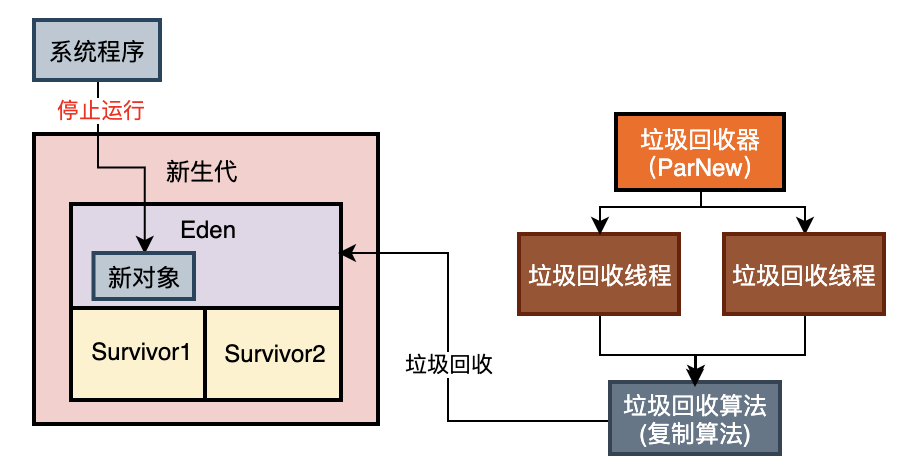 系统程序
停止运行
新生代
Eden
新对象
Survivor1
Survivor2
垃圾回收
垃圾回收器
（ParNew）
垃圾回收线程
垃圾回收线程
垃圾回收算法
(复制算法)